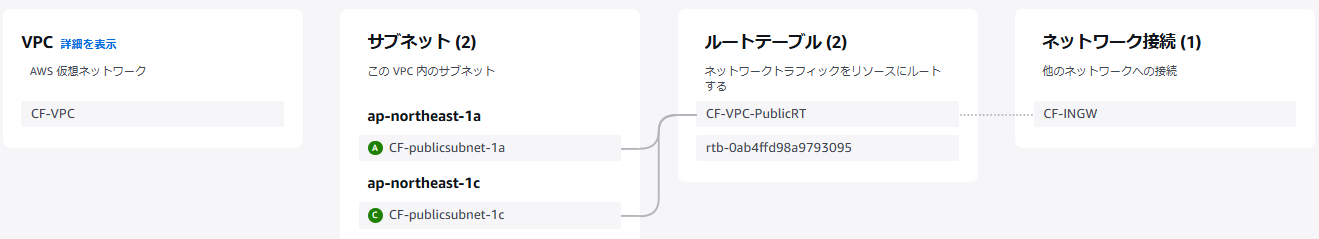 VPC 詳細を表示
AWS 仮想ネットワーク
CF-VPC
サブネット (2)
この VPC 内のサブネット
ap-northeast-1a
A CF-publicsubnet-1a
ap-northeast-1c
C CF-publicsubnet-1c
ルートテーブル (2)
ネットワークトラフィックをリソースにルート
する
CF-VPC-PublicRT
rtb-0ab4ffd98a9793095
ネットワーク接続 (1)
他のネットワークへの接続
CF-INGW